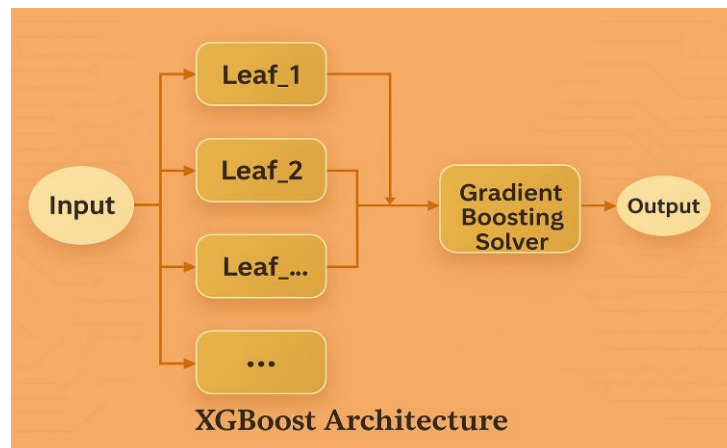 Leaf_1
Leaf_2
Input
Gradient
Boosting
Solver
Output
Leaf_...
...
XGBoost Architecture